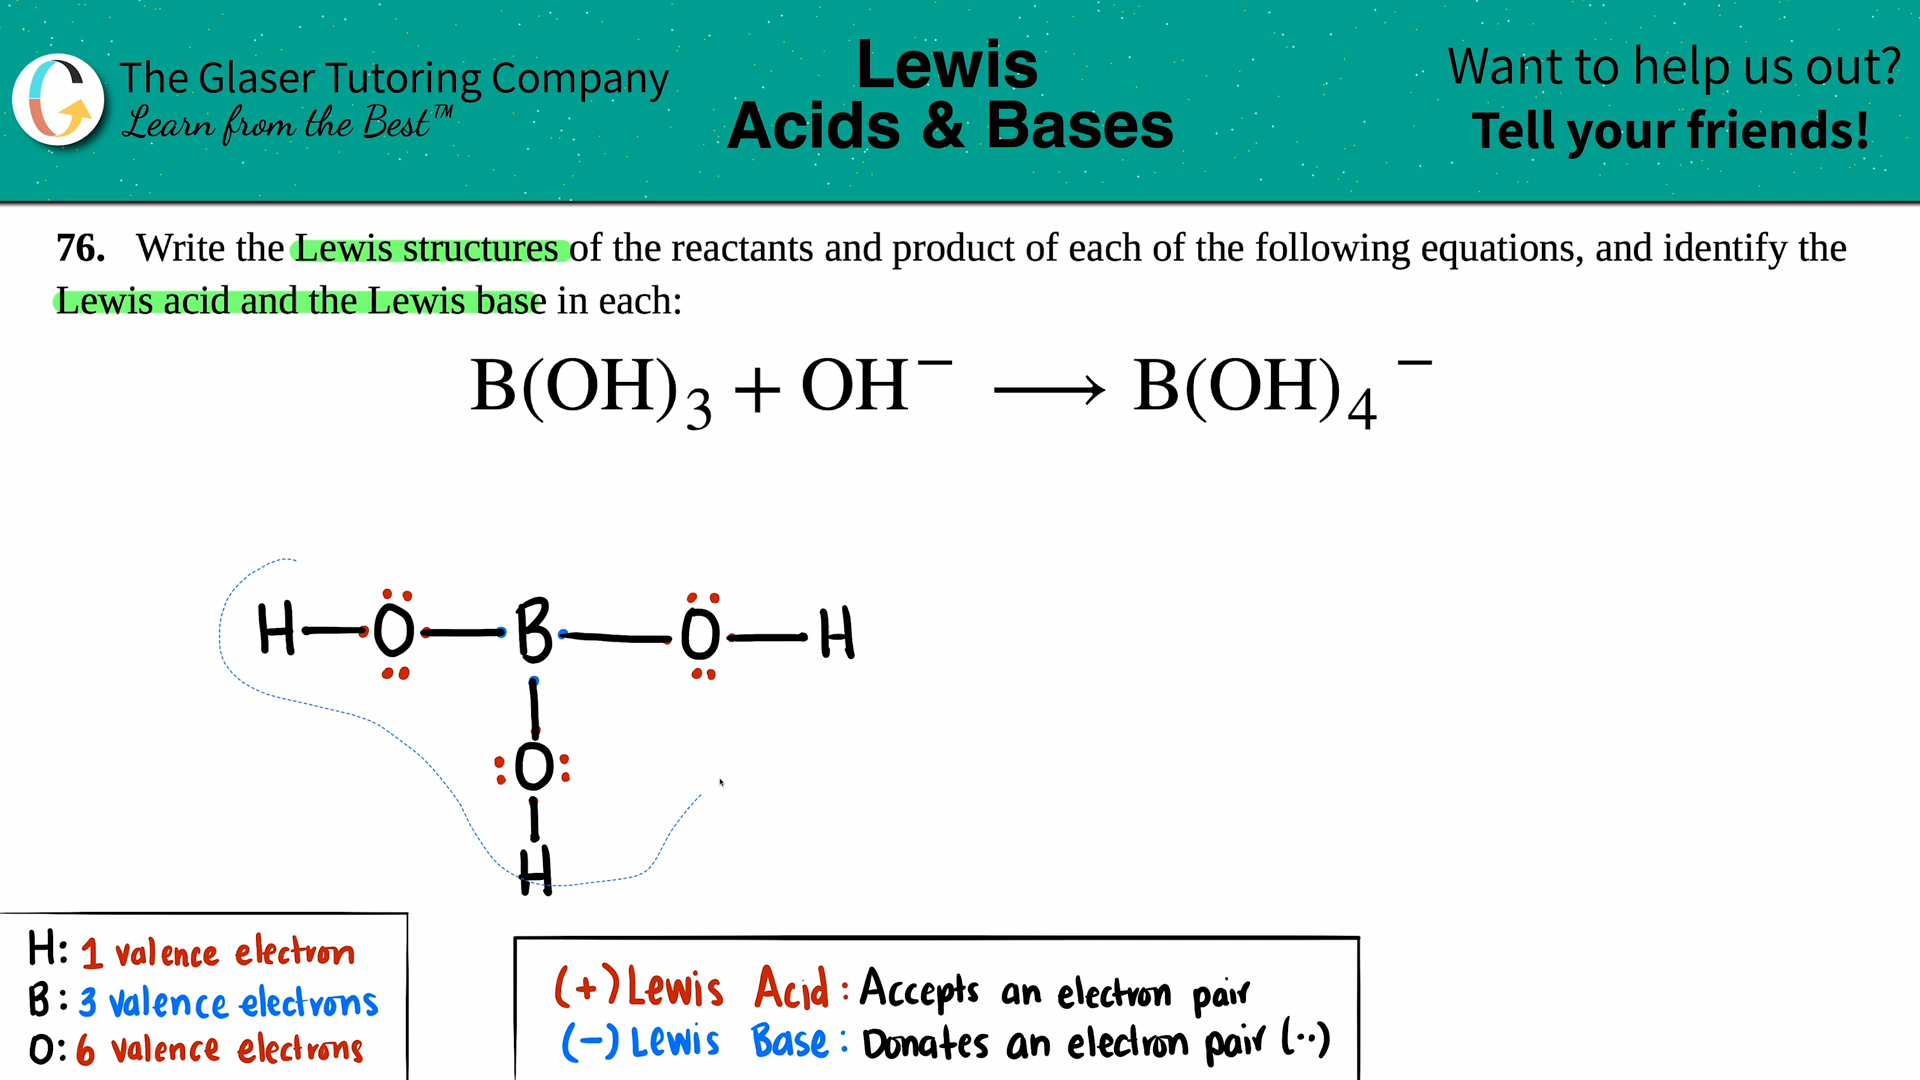 The Glaser Tutoring Company
Learn from the Best™
Lewis
Acids & Bases
Want to help us out?
Tell your friends!
76. Write the Lewis structures of the reactants and product of each of the following equations, and identify the
Lewis acid and the Lewis base in each:
B(OH)₃ + OH⁻ ⟶ B(OH)₄⁻
H—O—B—O—H
O
H
H: 1 valence electron
B: 3 valence electrons
O: 6 valence electrons
(+) Lewis Acid: Accepts an electron pair
(−) Lewis Base: Donates an electron pair (··)